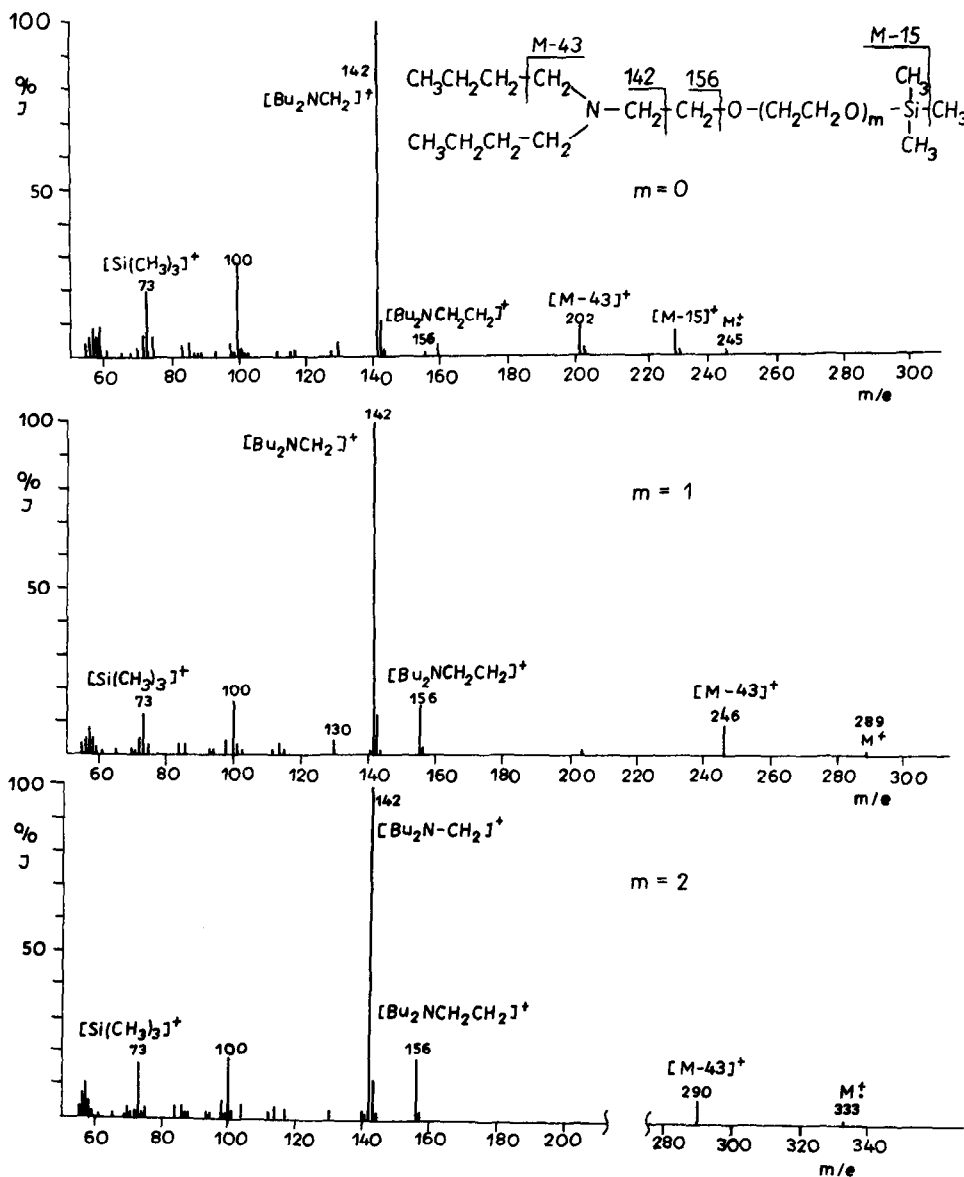 100
%
J
50
142
[Bu₂NCH₂]⁺
M-43
M-15
CH₃CH₂CH₂-CH₂
142
156
CH₃
N-CH₂-CH₂-O-(CH₂CH₂O)m-Si-CH₃
CH₃CH₂CH₂-CH₂
CH₃
m = 0
[Si(CH₃)₃]⁺
73
100
[Bu₂NCH₂CH₂]⁺
156
[M-43]⁺
202
[M-15]⁺
M⁺·
245
60 80 100 120 140 160 180 200 220 240 260 280 300
m/e
100
%
J
50
142
[Bu₂NCH₂]⁺
m = 1
[Si(CH₃)₃]⁺
73
100
130
[Bu₂NCH₂CH₂]⁺
156
[M-43]⁺
246
289
M⁺
60 80 100 120 140 160 180 200 220 240 260 280 300
m/e
100
%
J
50
142
[Bu₂N-CH₂]⁺
m = 2
[Si(CH₃)₃]⁺
73
100
[Bu₂NCH₂CH₂]⁺
156
[M-43]⁺
290
M⁺·
333
60 80 100 120 140 160 180 200 280 300 320 340
m/e